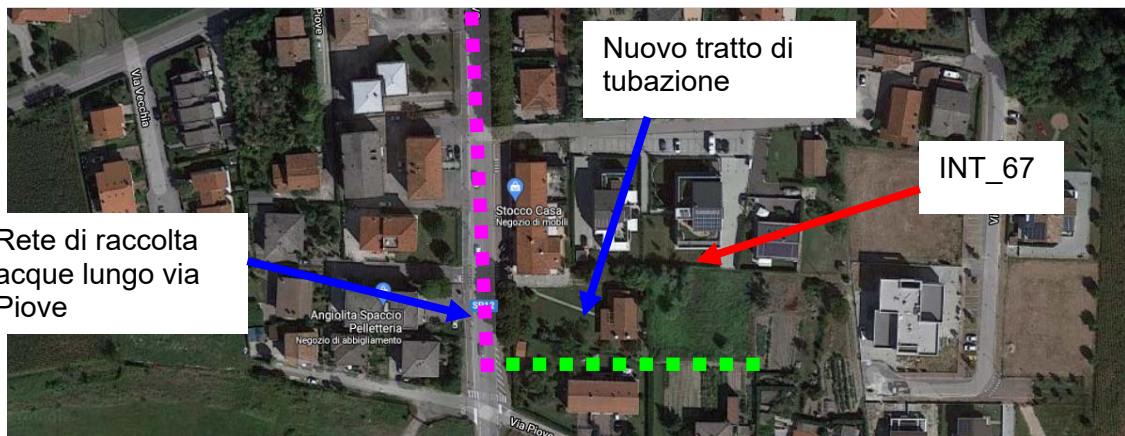 Nuovo tratto di
tubazione
INT_67
Rete di raccolta
acque lungo via
Piove
Via Vecchia
Piove
Stocco Casa
Negozio di mobili
SP12
Angiolita Spaccio
Pelletteria
Negozio di abbigliamento
Via Piove